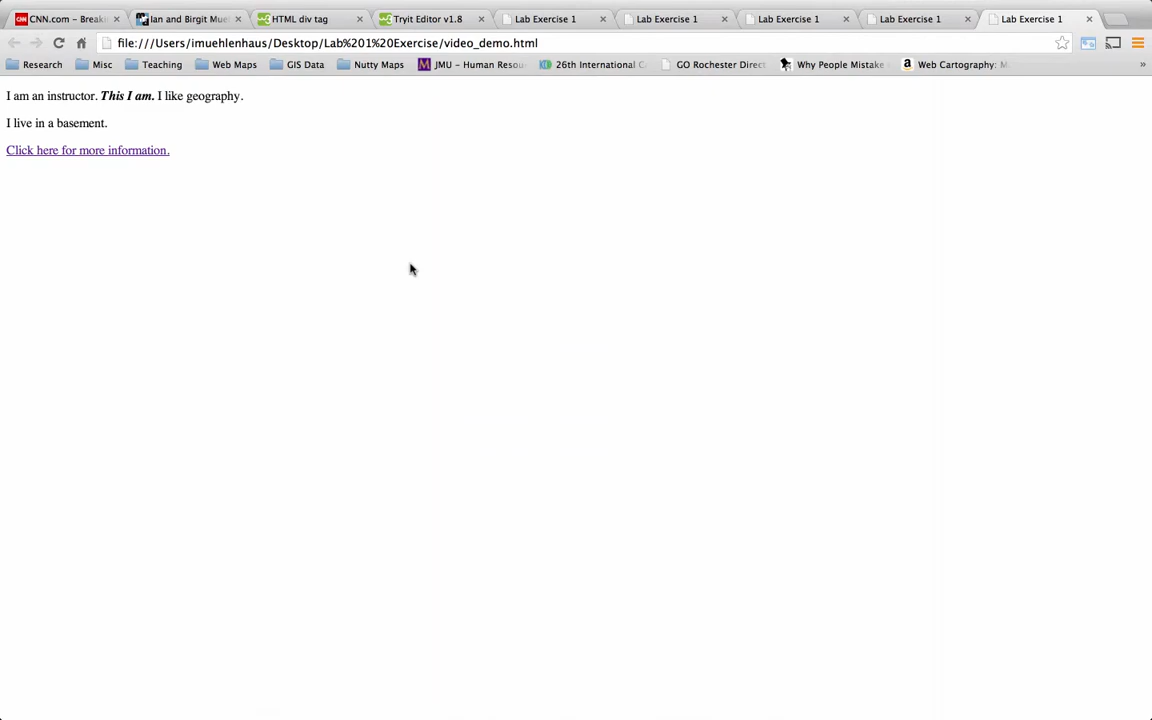 CNN.com – Breaki
Ian and Birgit Mue
HTML div tag
Tryit Editor v1.8
Lab Exercise 1
Lab Exercise 1
Lab Exercise 1
Lab Exercise 1
Lab Exercise 1
file:///Users/imuehlenhaus/Desktop/Lab%201%20Exercise/video_demo.html
Research Misc Teaching Web Maps GIS Data Nutty Maps JMU – Human Resou 26th International C GO Rochester Direct Why People Mistake Web Cartography: M »
I am an instructor. This I am. I like geography.
I live in a basement.
Click here for more information.